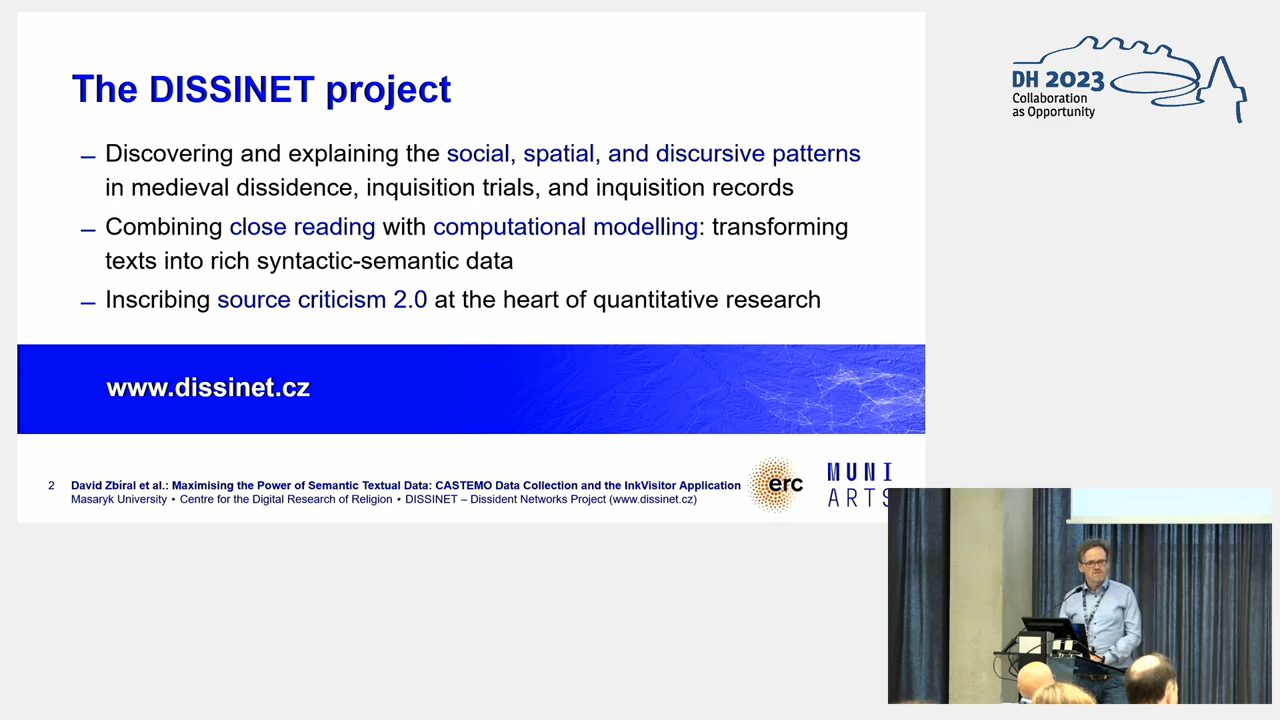 The DISSINET project
– Discovering and explaining the social, spatial, and discursive patterns
in medieval dissidence, inquisition trials, and inquisition records
– Combining close reading with computational modelling: transforming
texts into rich syntactic-semantic data
– Inscribing source criticism 2.0 at the heart of quantitative research
www.dissinet.cz
2 David Zbíral et al.: Maximising the Power of Semantic Textual Data: CASTEMO Data Collection and the InkVisitor Application
Masaryk University • Centre for the Digital Research of Religion • DISSINET – Dissident Networks Project (www.dissinet.cz)
erc
MUNI
ARTS
DH 2023
Collaboration
as Opportunity